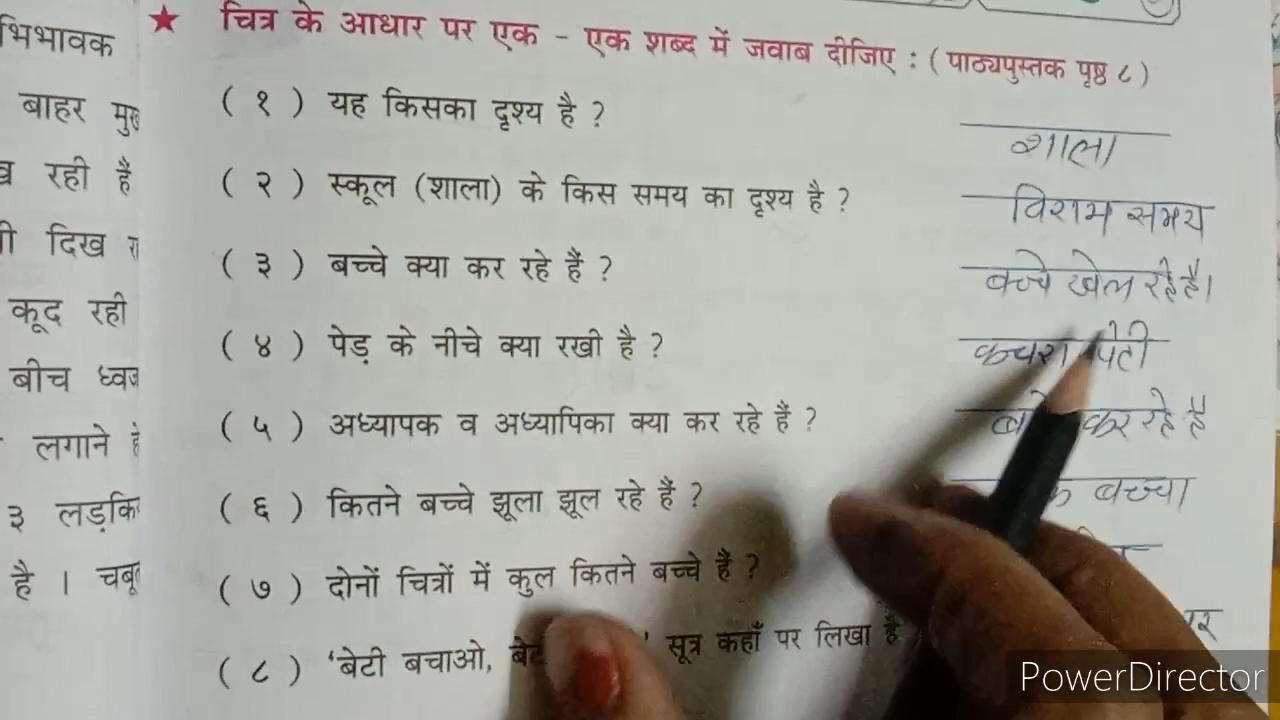 ★ चित्र के आधार पर एक - एक शब्द में जवाब दीजिए : ( पाठ्यपुस्तक पृष्ठ ८ )
( १ ) यह किसका दृश्य है ? शाला
( २ ) स्कूल (शाला) के किस समय का दृश्य है ? विराम समय
( ३ ) बच्चे क्या कर रहे हैं ? बच्चे खेल रहे है।
( ४ ) पेड़ के नीचे क्या रखी है ? कचरा पेटी
( ५ ) अध्यापक व अध्यापिका क्या कर रहे हैं ? कर रहे है
( ६ ) कितने बच्चे झूला झूल रहे हैं ? बच्चा
( ७ ) दोनों चित्रों में कुल कितने बच्चे हैं ?
( ८ ) ‘बेटी बचाओ, सूत्र कहाँ पर लिखा है
भिभावक
बाहर
रही है
दिख
कूद रही
बीच
लगाने
३
है ।
PowerDirector